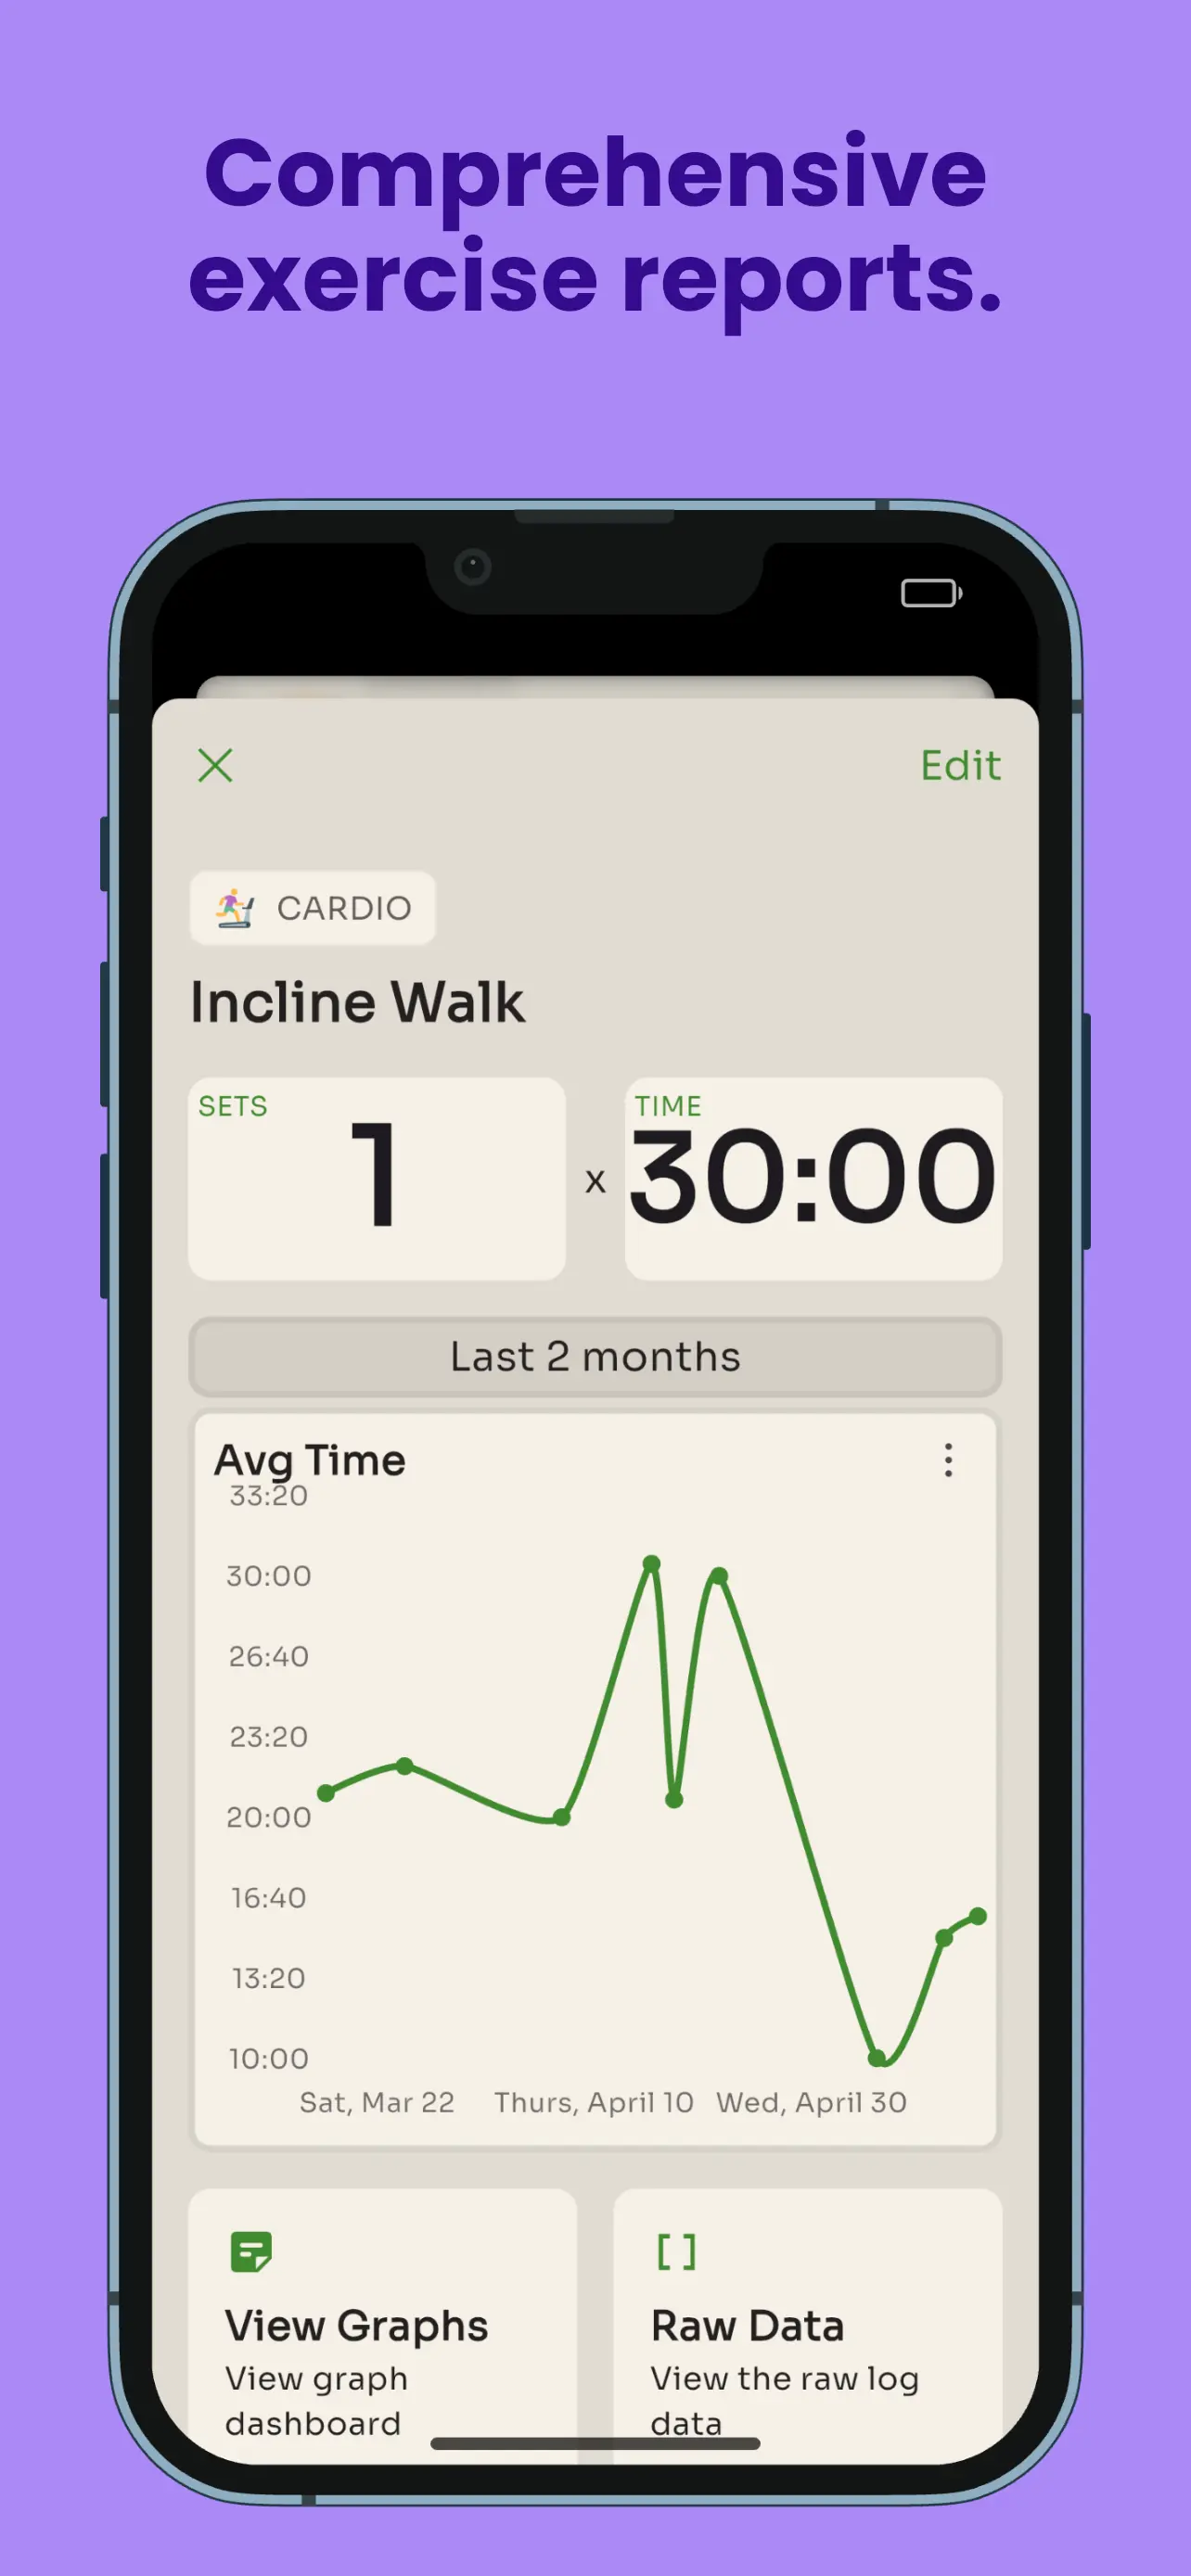 Comprehensive
exercise reports.
Edit
CARDIO
Incline Walk
SETS
1
x
TIME
30:00
Last 2 months
Avg Time
33:20
30:00
26:40
23:20
20:00
16:40
13:20
10:00
Sat, Mar 22 Thurs, April 10 Wed, April 30
View Graphs
View graph
dashboard
Raw Data
View the raw log
data